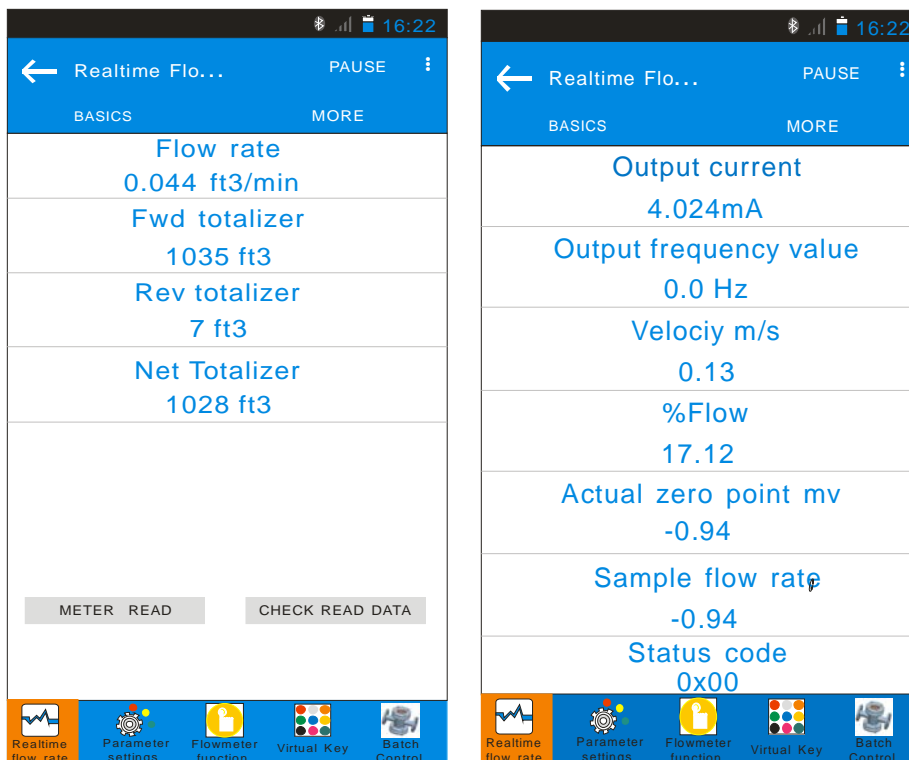 16:22
Realtime Flo...
PAUSE
BASICS
MORE
Flow rate
0.044 ft3/min
Fwd totalizer
1035 ft3
Rev totalizer
7 ft3
Net Totalizer
1028 ft3
METER READ
CHECK READ DATA
Realtime
flow rate
Parameter
settings
Flowmeter
function
Virtual Key
Batch
Control
16:22
Realtime Flo...
PAUSE
BASICS
MORE
Output current
4.024mA
Output frequency value
0.0 Hz
Velociy m/s
0.13
%Flow
17.12
Actual zero point mv
-0.94
Sample flow rate
-0.94
Status code
0x00
Realtime
flow rate
Parameter
settings
Flowmeter
function
Virtual Key
Batch
Control